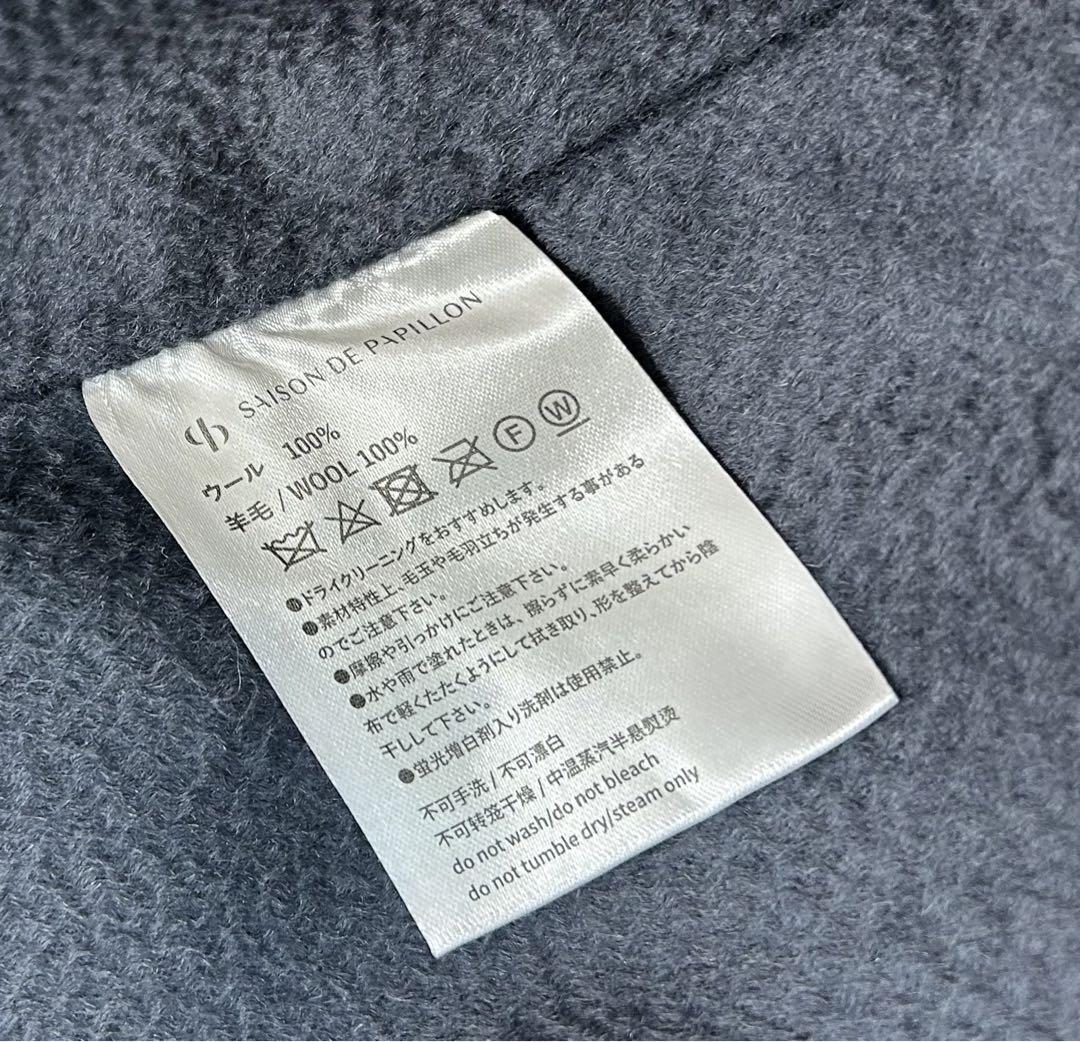 SAISON DE PAPILLON
ウール 100%
羊毛 / WOOL 100%
F W
●ドライクリーニングをおすすめします。
●素材特性上、毛玉や毛羽立ちが発生する事がある
のでご注意下さい。
●摩擦や引っかけにご注意下さい。
●水や雨で塗れたときは、擦らずに素早く柔らかい
布で軽くたたくようにして拭き取り、形を整えてから陰
干しして下さい。
●蛍光増白剤入り洗剤は使用禁止。
不可手洗 / 不可漂白
不可转笼干燥 / 中温蒸汽半悬熨烫
do not wash/do not bleach
do not tumble dry/steam only